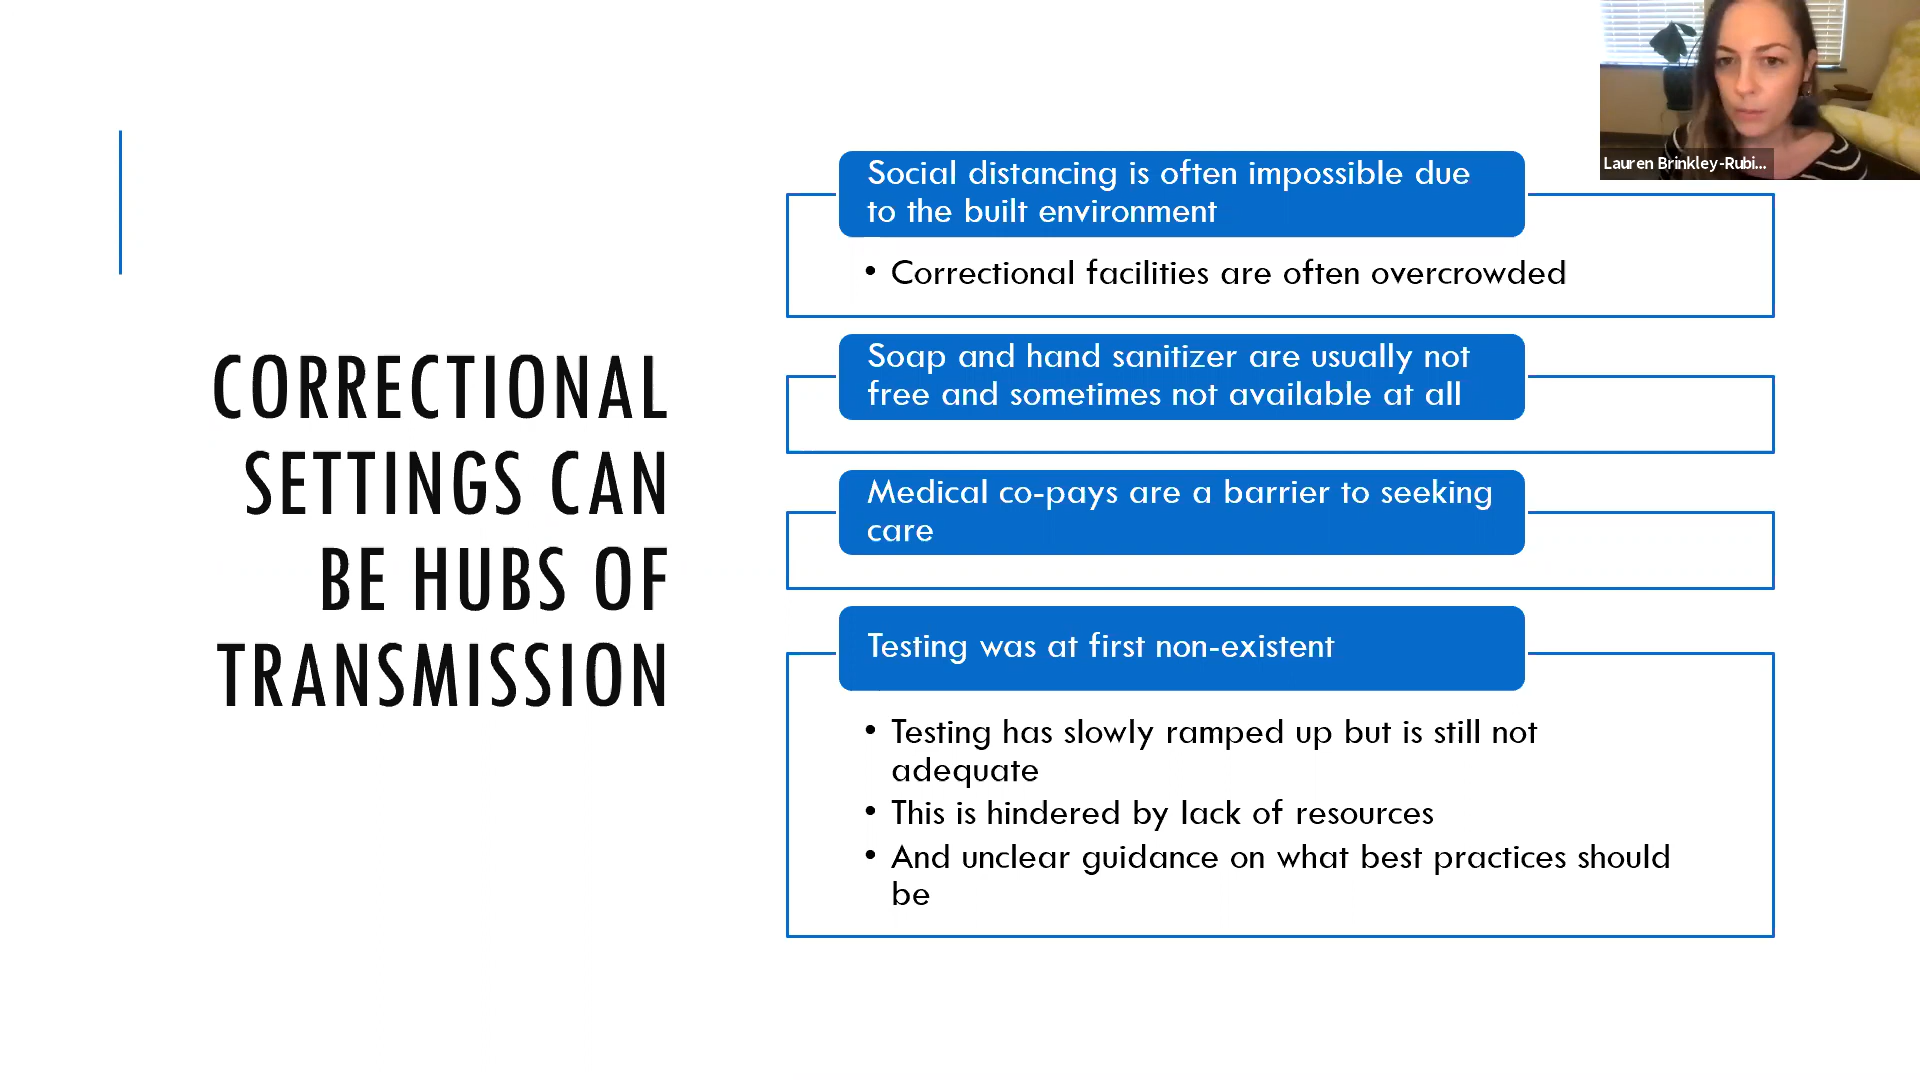 Lauren Brinkley-Rubi...
CORRECTIONAL
SETTINGS CAN
BE HUBS OF
TRANSMISSION
Social distancing is often impossible due
to the built environment
• Correctional facilities are often overcrowded
Soap and hand sanitizer are usually not
free and sometimes not available at all
Medical co-pays are a barrier to seeking
care
Testing was at first non-existent
• Testing has slowly ramped up but is still not
adequate
• This is hindered by lack of resources
• And unclear guidance on what best practices should
be